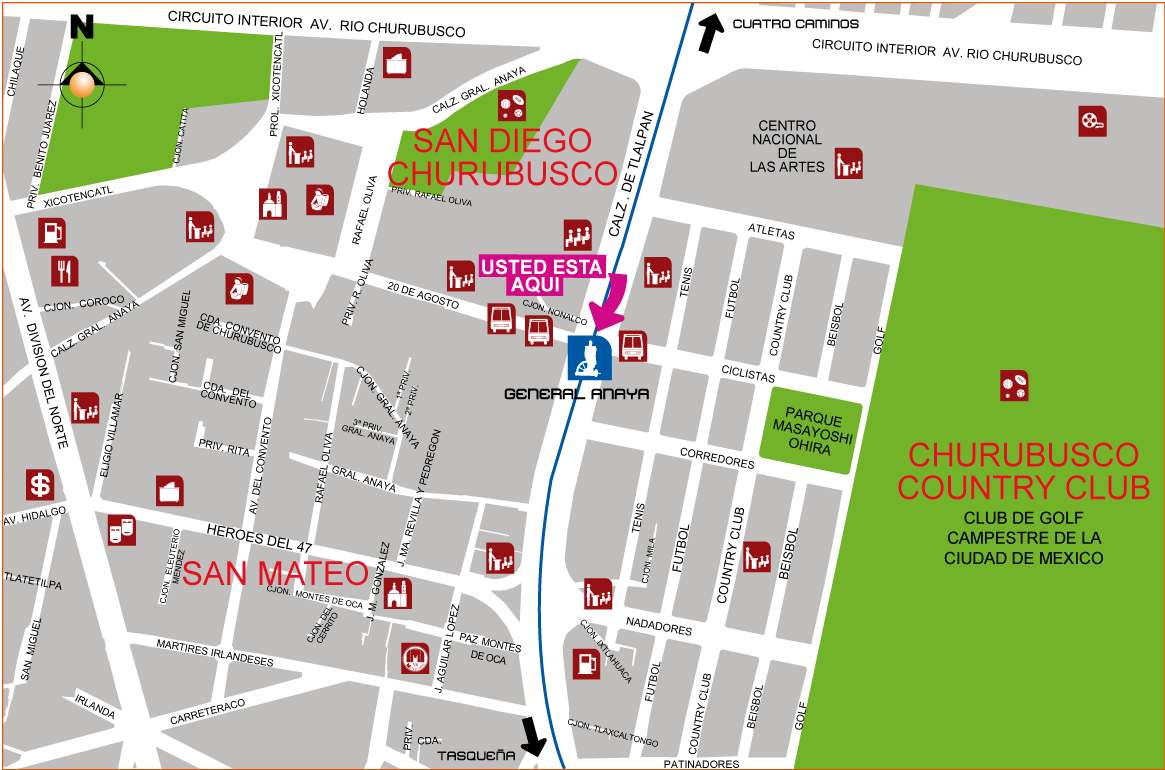 N
CIRCUITO INTERIOR AV. RIO CHURUBUSCO
CUATRO CAMINOS
CIRCUITO INTERIOR AV. RIO CHURUBUSCO
CHILAQUE
PRIV. BENITO JUAREZ
CJON. CATITA
PROL. XICOTENCATL
HOLANDA
CALZ. GRAL. ANAYA
SAN DIEGO
CHURUBUSCO
CALZ. DE TLALPAN
CENTRO
NACIONAL
DE
LAS ARTES
XICOTENCATL
RAFAEL OLIVA
PRIV. RAFAEL OLIVA
ATLETAS
USTED ESTA
AQUI
PRIV. R. OLIVA
20 DE AGOSTO
CJON. NONALCO
TENIS
FUTBOL
COUNTRY CLUB
BEISBOL
GOLF
CJON. COROCO
CALZ. GRAL. ANAYA
CJON. SAN MIGUEL
CDA. CONVENTO
DE CHURUBUSCO
AV. DIVISION DEL NORTE
GENERAL ANAYA
CICLISTAS
CDA. DEL
CONVENTO
CJON. GRAL. ANAYA
1ª PRIV.
2ª PRIV.
3ª PRIV.
GRAL. ANAYA
PARQUE
MASAYOSHI
OHIRA
ELIGIO VILLAMAR
PRIV. RITA
AV. DEL CONVENTO
RAFAEL OLIVA
GRAL. ANAYA
J. MA. REVILLA Y PEDREGON
CORREDORES
CHURUBUSCO
COUNTRY CLUB
CLUB DE GOLF
CAMPESTRE DE LA
CIUDAD DE MEXICO
$
AV. HIDALGO
HEROES DEL 47
TENIS
CJON. MILA
FUTBOL
COUNTRY CLUB
BEISBOL
TLATETILPA
CJON. ELEUTERIO
MENDEZ
SAN MATEO
CJON. MONTES DE OCA
J. M. GONZALEZ
CJON. DEL
CERRITO
SAN MIGUEL
MARTIRES IRLANDESES
J. AGUILAR LOPEZ
PAZ MONTES
DE OCA
NADADORES
CJON. IXTLAHUACA
FUTBOL
COUNTRY CLUB
BEISBOL
GOLF
IRLANDA
CARRETERACO
PRIV.
CDA.
TASQUEÑA
CJON. TLAXCALTONGO
PATINADORES